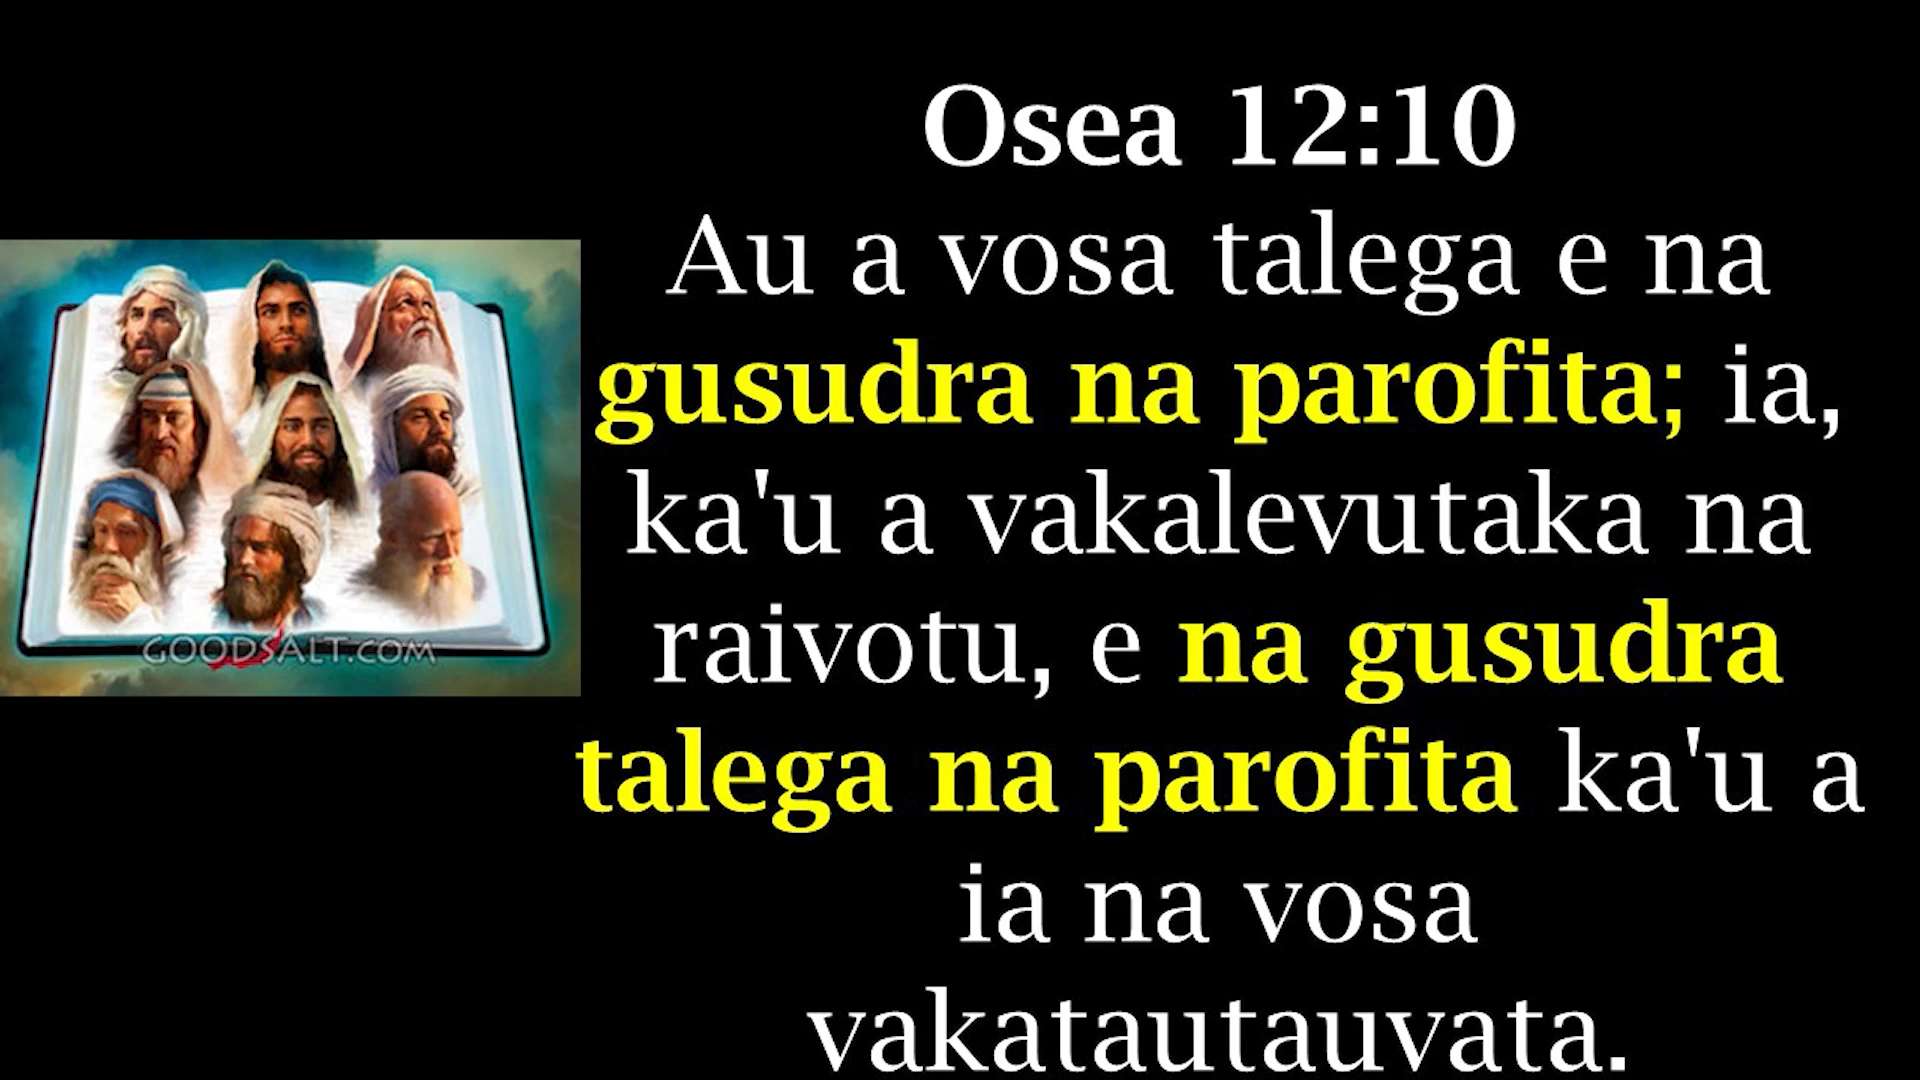 Osea 12:10
Au a vosa talega e na
gusudra na parofita; ia,
ka'u a vakalevutaka na
raivotu, e na gusudra
talega na parofita ka'u a
ia na vosa
vakatautauvata.
GOODSALT.COM